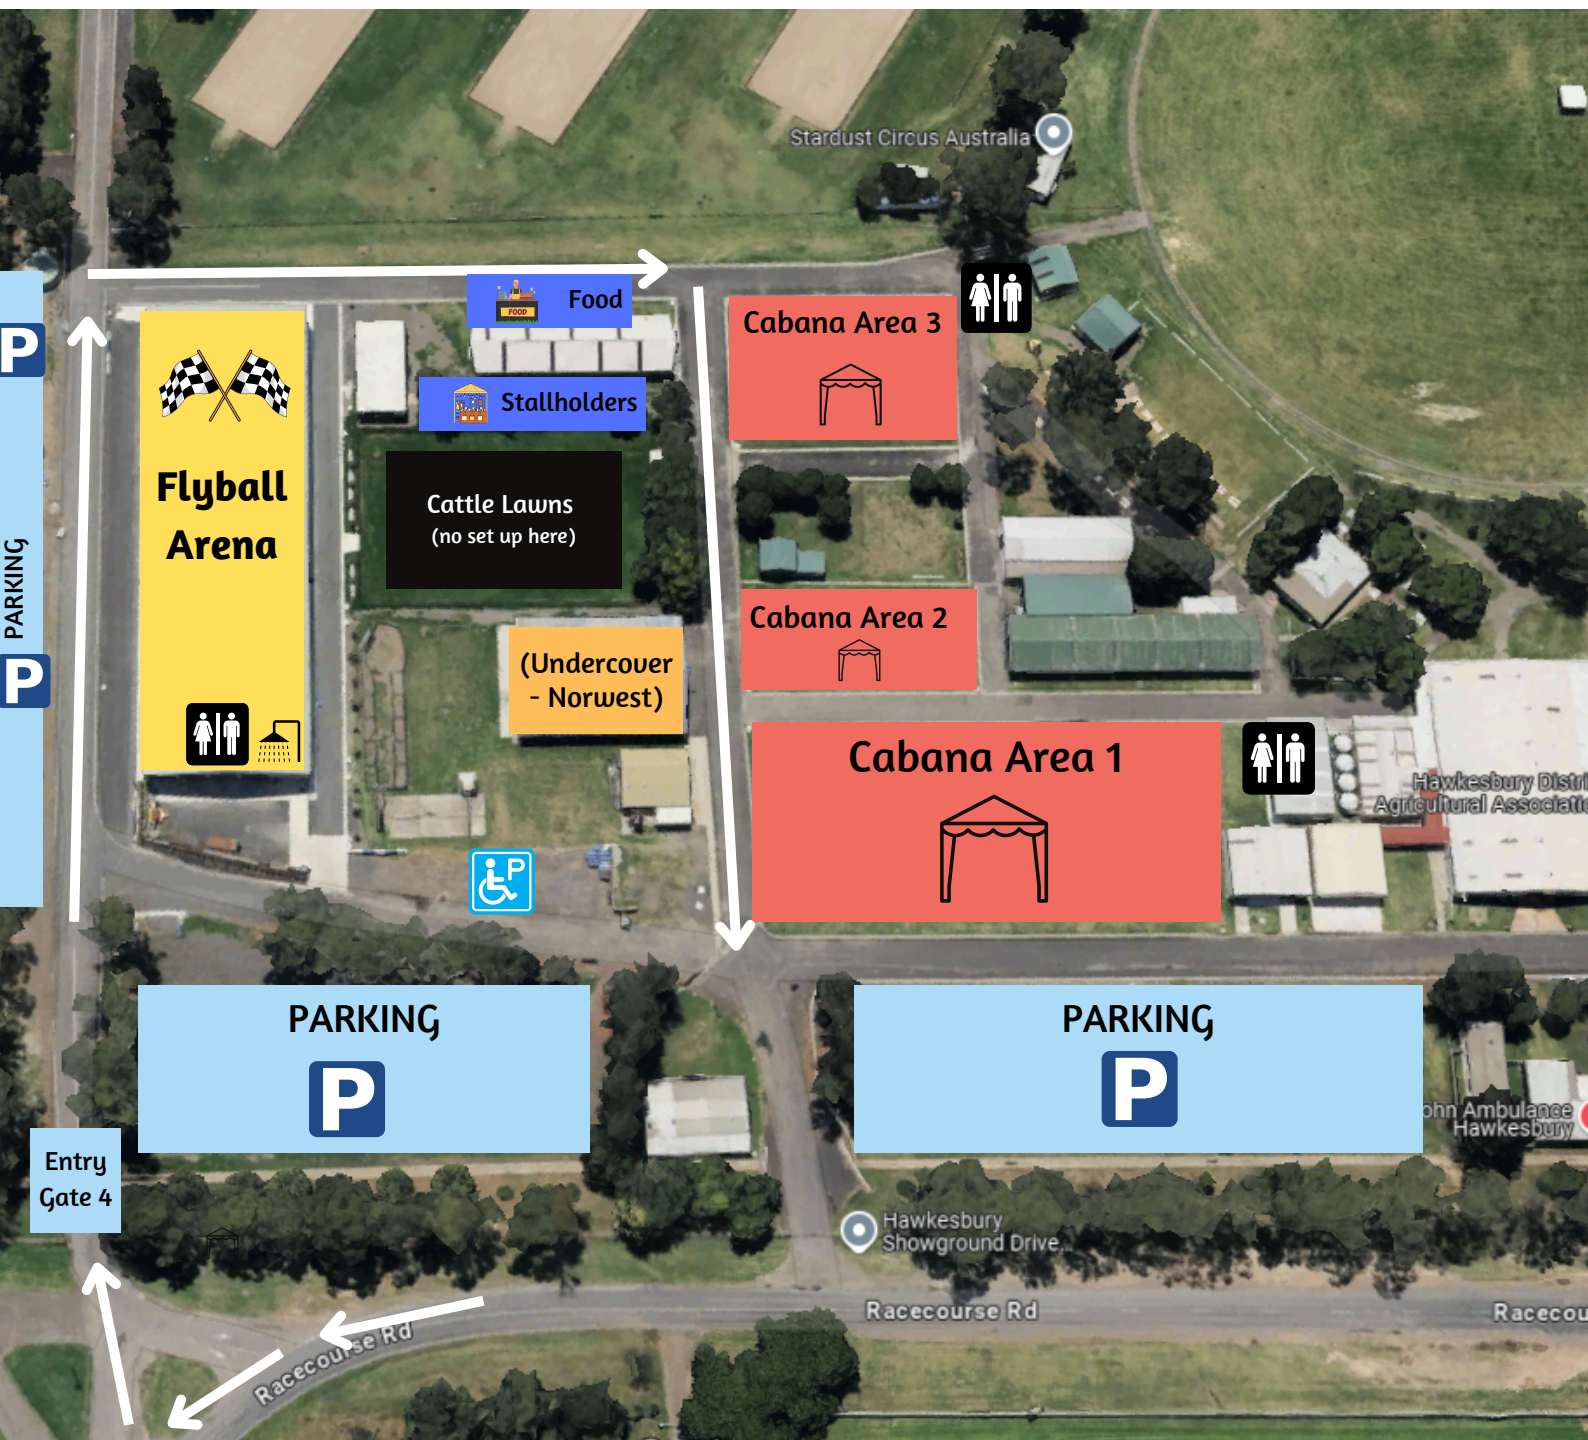 Stardust Circus Australia
Food
FOOD
Stallholders
Cabana Area 3
P
Flyball
Arena
Cattle Lawns
(no set up here)
PARKING
Cabana Area 2
P
(Undercover
- Norwest)
Cabana Area 1
Hawkesbury Distri
Agricultural Associatio
P
PARKING
P
PARKING
P
ohn Ambulance
Hawkesbury
Entry
Gate 4
Hawkesbury
Showground Drive...
Racecourse Rd
Racecourse Rd
Racecou